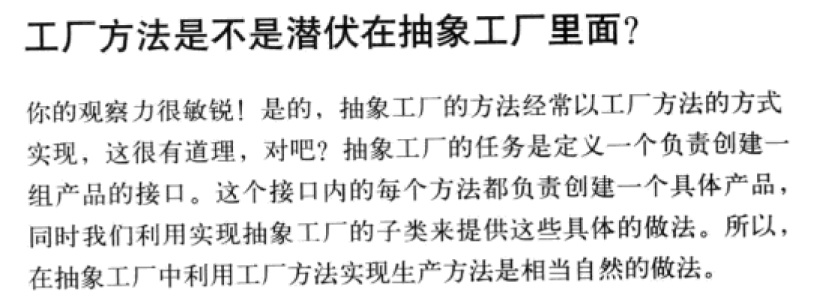 工厂方法是不是潜伏在抽象工厂里面？
你的观察力很敏锐！是的，抽象工厂的方法经常以工厂方法的方式
实现，这很有道理，对吧？抽象工厂的任务是定义一个负责创建一
组产品的接口。这个接口内的每个方法都负责创建一个具体产品，
同时我们利用实现抽象工厂的子类来提供这些具体的做法。所以，
在抽象工厂中利用工厂方法实现生产方法是相当自然的做法。